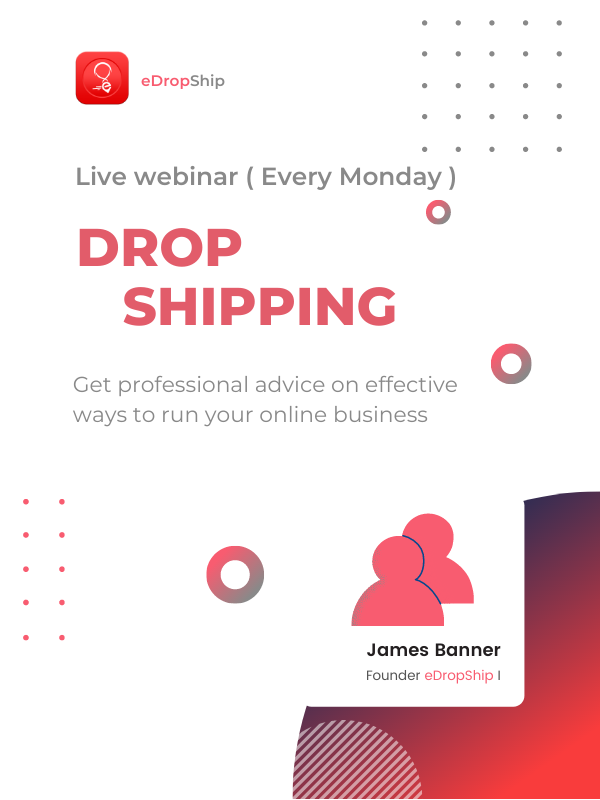 eDropShip
Live webinar ( Every Monday )
DROP
SHIPPING
Get professional advice on effective
ways to run your online business
James Banner
Founder eDropShip I